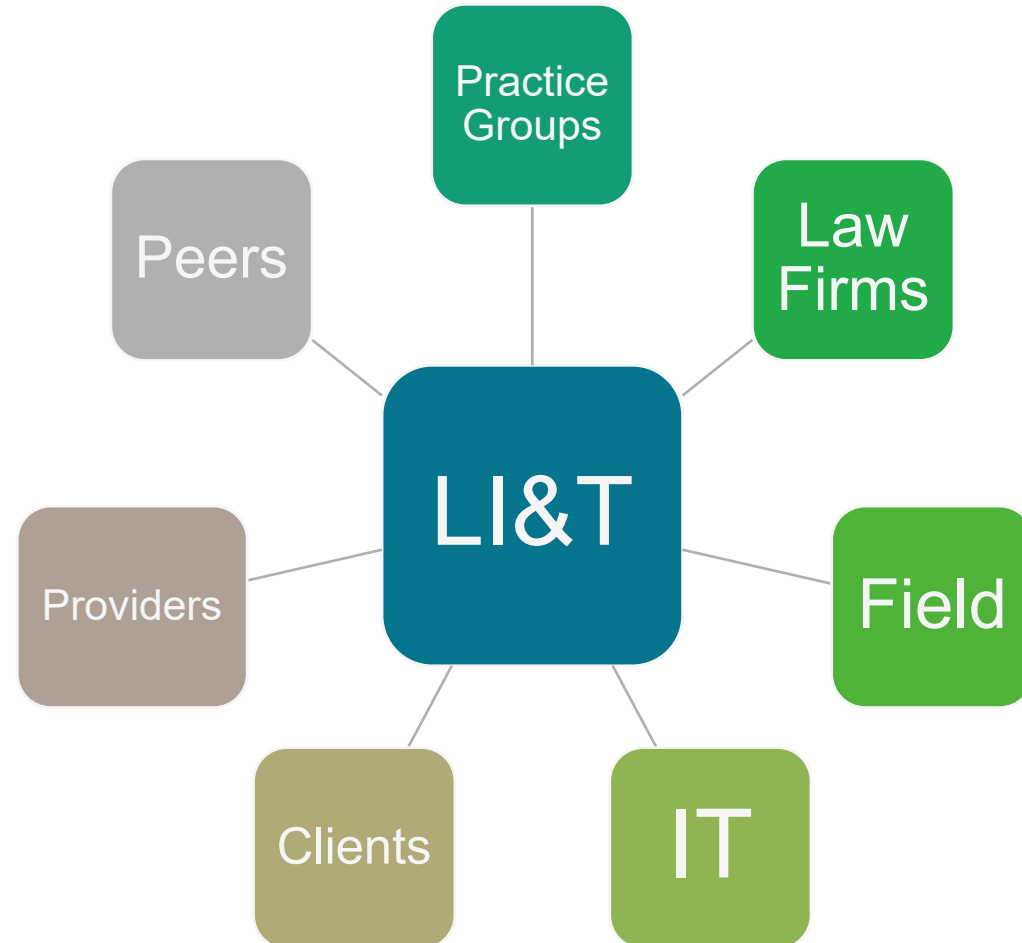 Practice
Groups
Law
Firms
Peers
LI&T
Field
Providers
Clients
IT